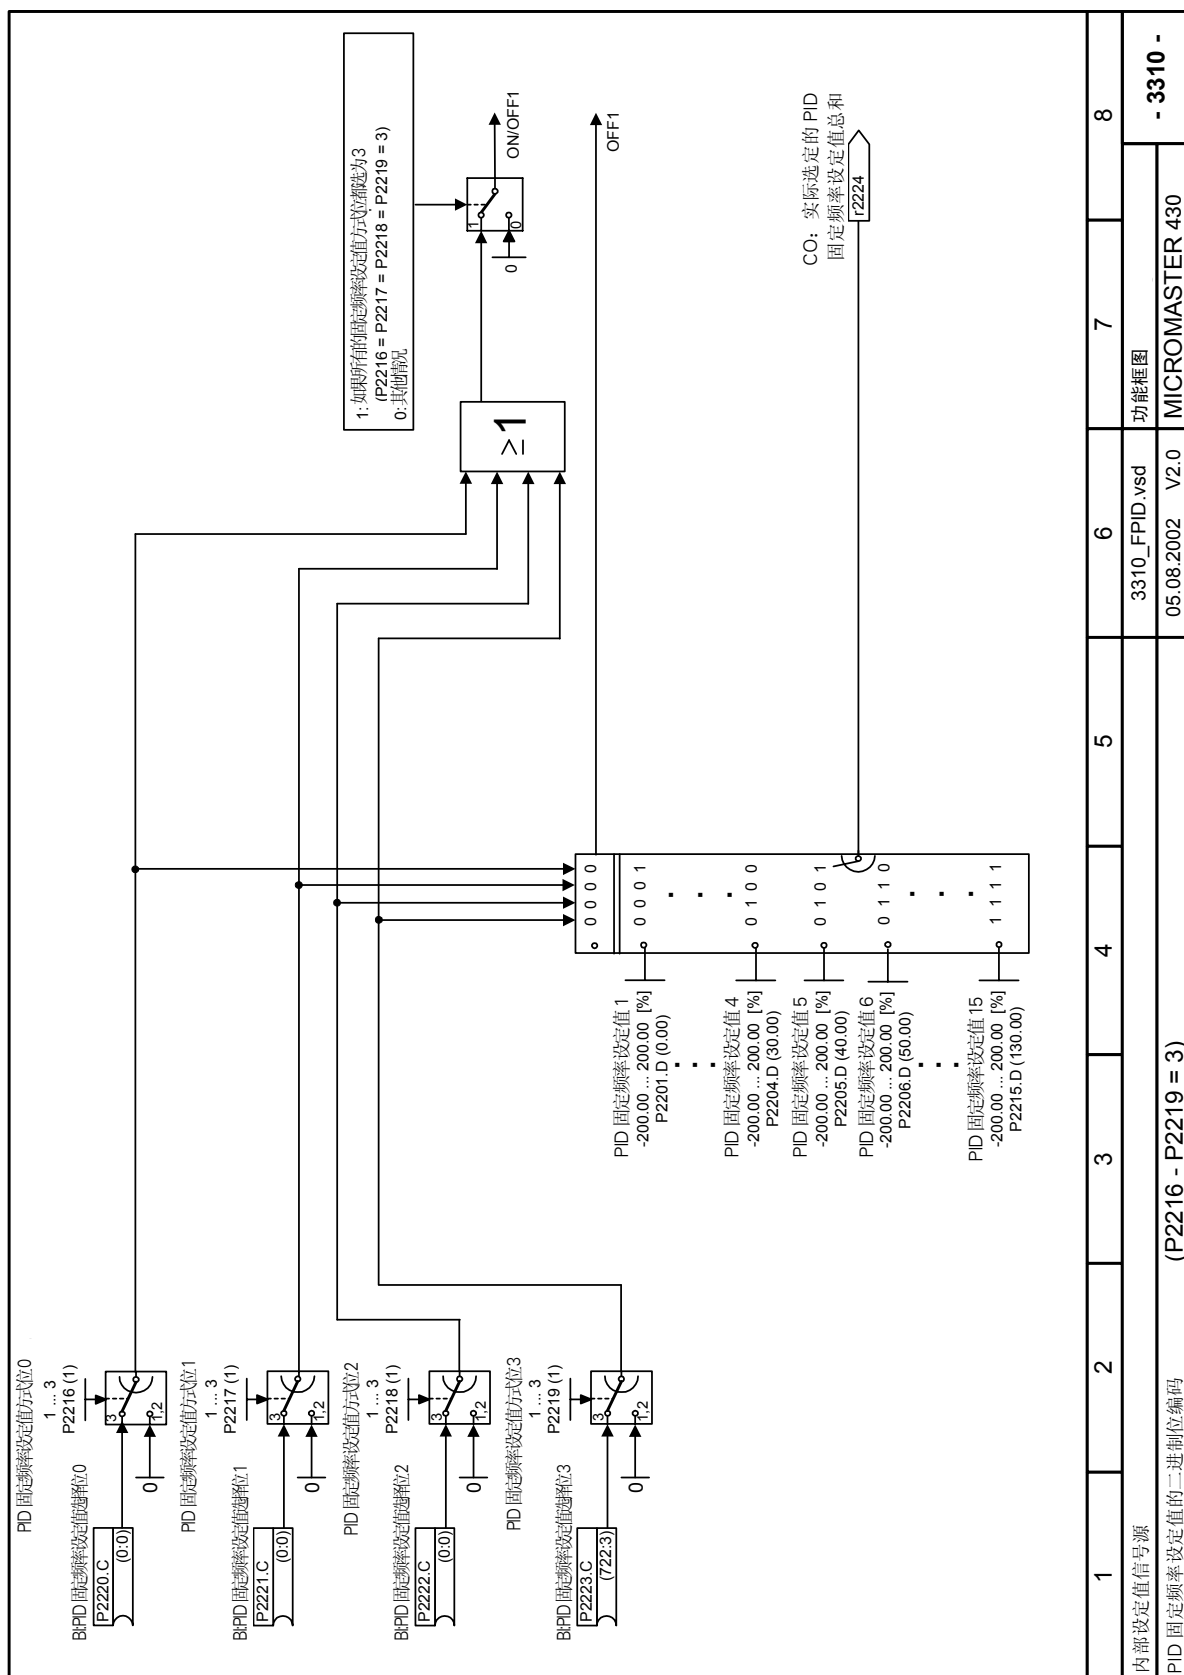 PID 固定频率设定值方式位0
1 ... 3
P2216 (1)
BI:PID 固定频率设定值选择位0
P2220.C
(0:0)
3
1,2
0
PID 固定频率设定值方式位1
1 ... 3
P2217 (1)
BI:PID 固定频率设定值选择位1
P2221.C
(0:0)
3
1,2
0
PID 固定频率设定值方式位2
1 ... 3
P2218 (1)
BI:PID 固定频率设定值选择位2
P2222.C
(0:0)
3
1,2
0
PID 固定频率设定值方式位3
1 ... 3
P2219 (1)
BI:PID 固定频率设定值选择位3
P2223.C
(722:3)
3
1,2
0
1: 如果所有的固定频率设定值方式位都选为3
(P2216 = P2217 = P2218 = P2219 = 3)
0: 其他情况
≥1
1
0
0
ON/OFF1
OFF1
0 0 0 0
0 0 0 1
0 1 0 0
0 1 0 1
0 1 1 0
1 1 1 1
PID 固定频率设定值 1
-200.00 ... 200.00 [%]
P2201.D (0.00)
PID 固定频率设定值 4
-200.00 ... 200.00 [%]
P2204.D (30.00)
PID 固定频率设定值 5
-200.00 ... 200.00 [%]
P2205.D (40.00)
PID 固定频率设定值 6
-200.00 ... 200.00 [%]
P2206.D (50.00)
PID 固定频率设定值 15
-200.00 ... 200.00 [%]
P2215.D (130.00)
CO: 实际选定的 PID
固定频率设定值总和
r2224
1 2 3 4 5 6 7 8
内部设定值信号源
3310_FPID.vsd
功能框图
- 3310 -
PID 固定频率设定值的二进制位编码 (P2216 - P2219 = 3)
05.08.2002 V2.0
MICROMASTER 430